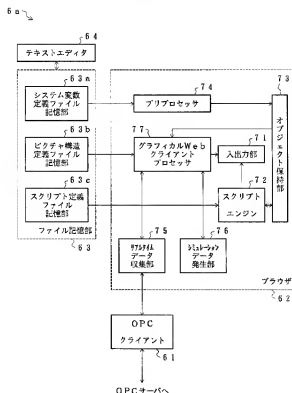 6a
64
テキストエディタ
63a
システム変数
定義ファイル
記憶部
63b
ピクチャ構造
定義ファイル
記憶部
63c
スクリプト定義
ファイル
記憶部
ファイル記憶部
63
74
プリプロセッサ
73
オブジェクト保持部
77
グラフィカルWeb
クライアント
プロセッサ
71
入出力部
72
スクリプト
エンジン
75
リアルタイム
データ
収集部
76
シミュレーション
データ
発生部
ブラウザ
62
OPC
クライアント
61
OPCサーバへ